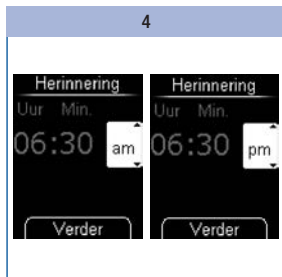 4
Herinnering
Uur Min.
06:30 am
Verder
Herinnering
Uur Min.
06:30 pm
Verder